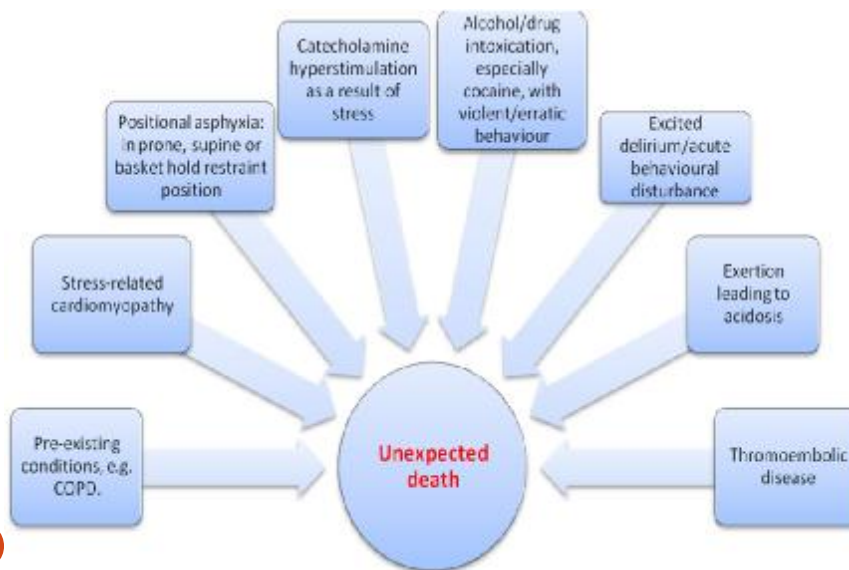 Pre-existing
conditions, e.g.
COPD.
Stress-related
cardiomyopathy
Positional asphyxia:
in prone, supine or
basket hold restraint
position
Catecholamine
hyperstimulation
as a result of
stress
Alcohol/drug
intoxication,
especially
cocaine, with
violent/erratic
behaviour
Excited
delirium/acute
behavioural
disturbance
Exertion
leading to
acidosis
Thromoembolic
disease
Unexpected
death